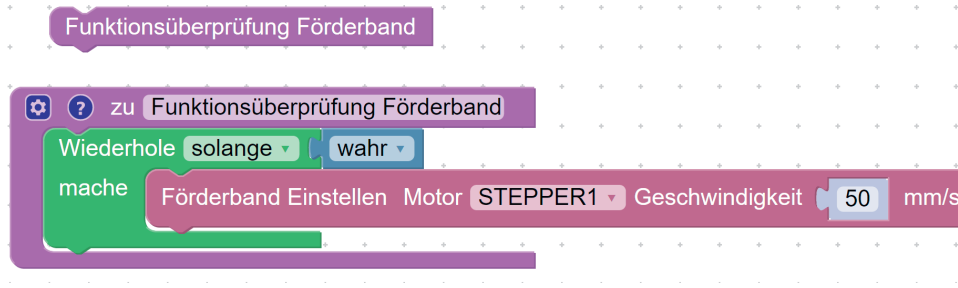 Funktionsüberprüfung Förderband
? zu Funktionsüberprüfung Förderband
Wiederhole solange wahr
mache Förderband Einstellen Motor STEPPER1 Geschwindigkeit 50 mm/s